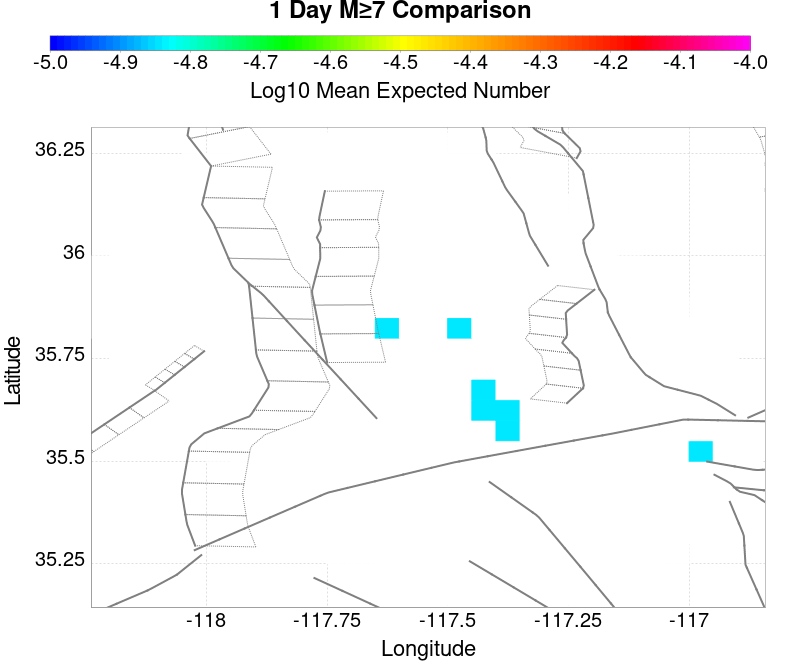 1 Day M≥7 Comparison
-5.0 -4.9 -4.8 -4.7 -4.6 -4.5 -4.4 -4.3 -4.2 -4.1 -4.0
Log10 Mean Expected Number
36.25
36
35.75
35.5
35.25
Latitude
-118 -117.75 -117.5 -117.25 -117
Longitude